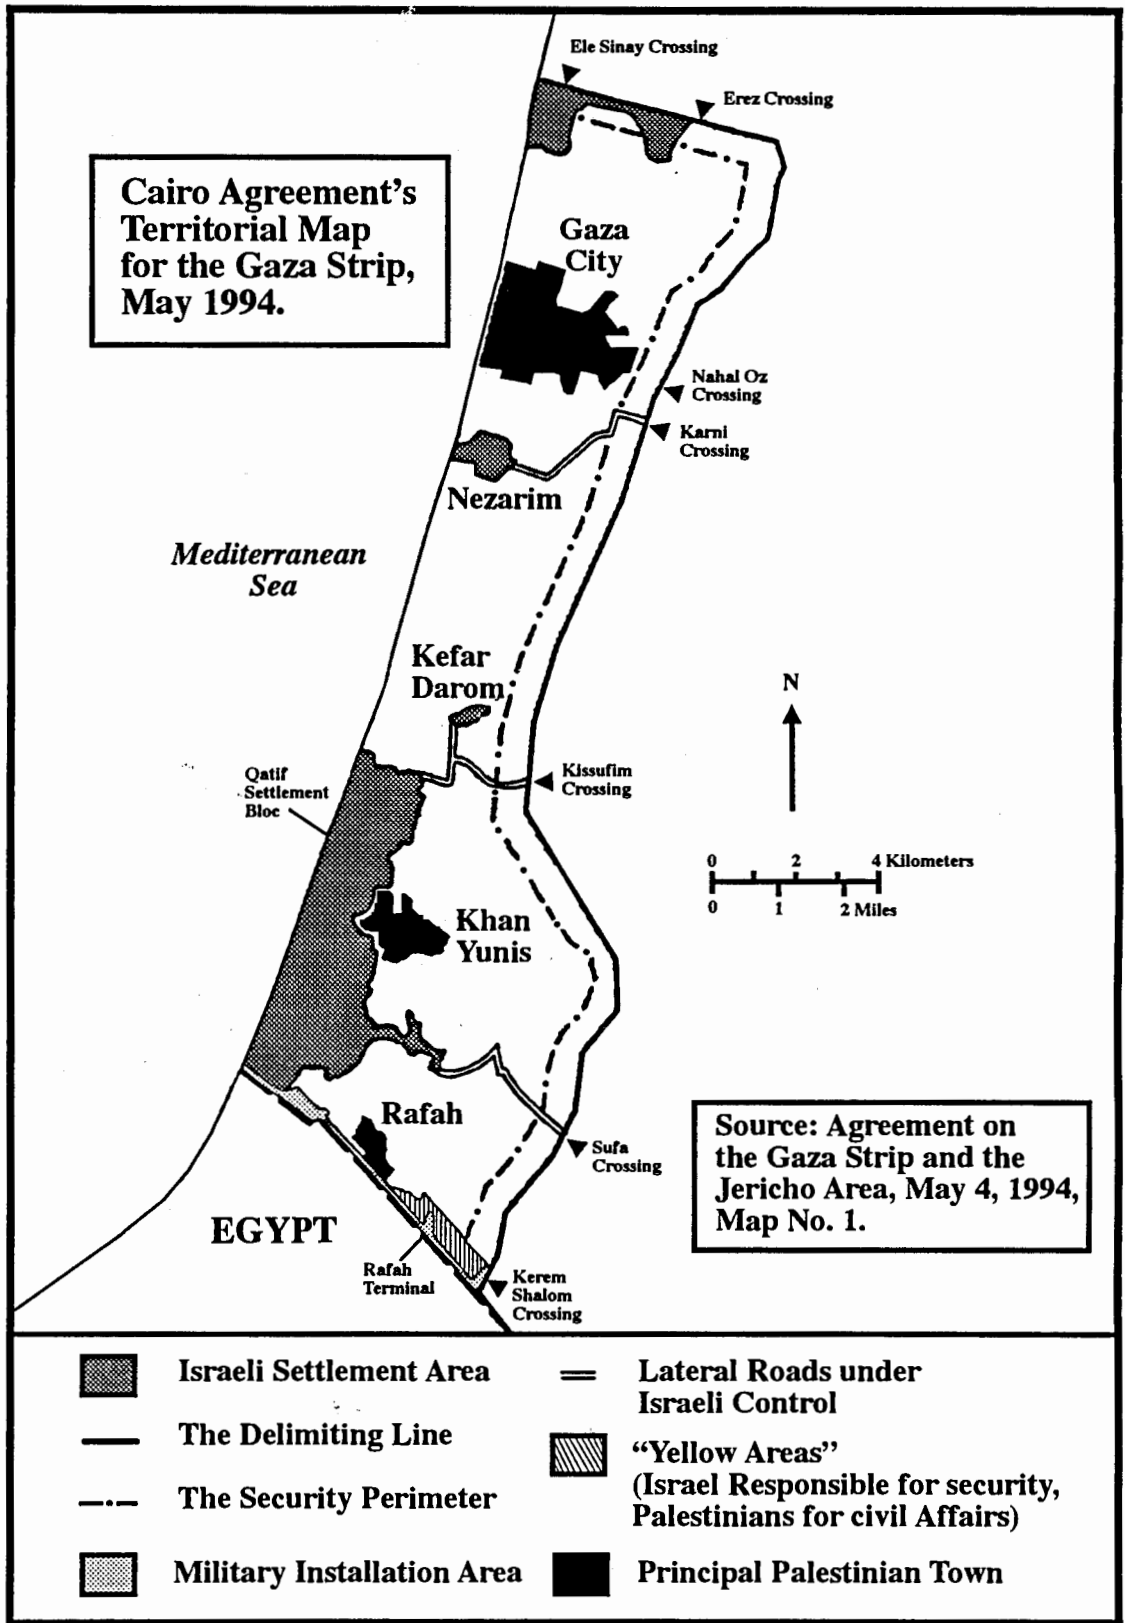 Ele Sinay Crossing
Erez Crossing
Cairo Agreement's
Territorial Map
for the Gaza Strip,
May 1994.
Gaza
City
Nahal Oz
Crossing
Karni
Crossing
Nezarim
Mediterranean
Sea
Kefar
Darom
N
Qatif
Settlement
Bloc
Kissufim
Crossing
0 2 4 Kilometers
0 1 2 Miles
Khan
Yunis
Rafah
Source: Agreement on
the Gaza Strip and the
Jericho Area, May 4, 1994,
Map No. 1.
Sufa
Crossing
EGYPT
Rafah
Terminal
Kerem
Shalom
Crossing
Israeli Settlement Area
The Delimiting Line
The Security Perimeter
Military Installation Area
Lateral Roads under
Israeli Control
“Yellow Areas”
(Israel Responsible for security,
Palestinians for civil Affairs)
Principal Palestinian Town